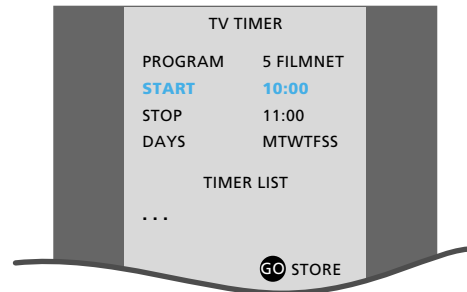 TV TIMER
PROGRAM 5 FILMNET
START 10:00
STOP 11:00
DAYS MTWTFSS
TIMER LIST
. . .
GO STORE